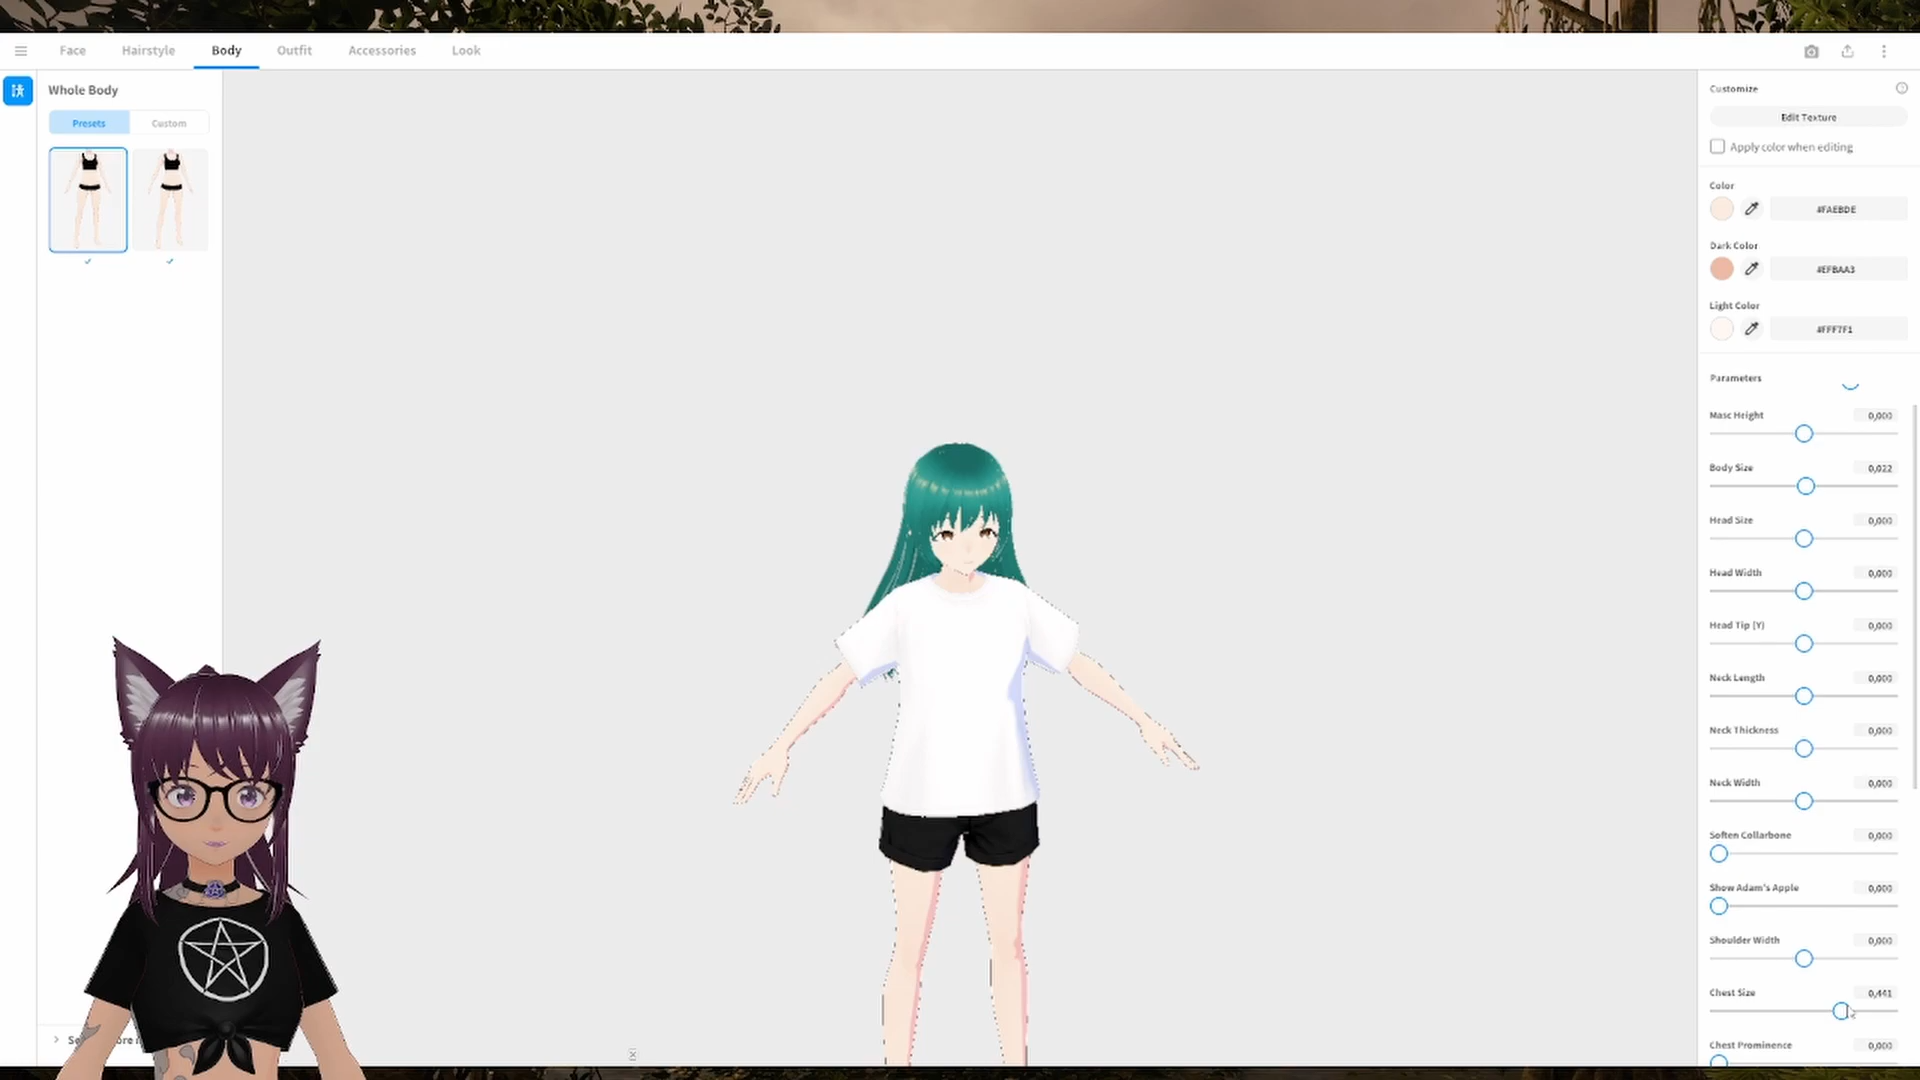 Face Hairstyle Body Outfit Accessories Look
Whole Body
Presets Custom
Customize
Edit Texture
Apply color when editing
Color
#FAEBDE
Dark Color
#EFBAA3
Light Color
#FFF7F1
Parameters
Masc Height 0,000
Body Size 0,022
Head Size 0,000
Head Width 0,000
Head Tip (Y) 0,000
Neck Length 0,000
Neck Thickness 0,000
Neck Width 0,000
Soften Collarbone 0,000
Show Adam's Apple 0,000
Shoulder Width 0,000
Chest Size 0,441
Chest Prominence 0,000